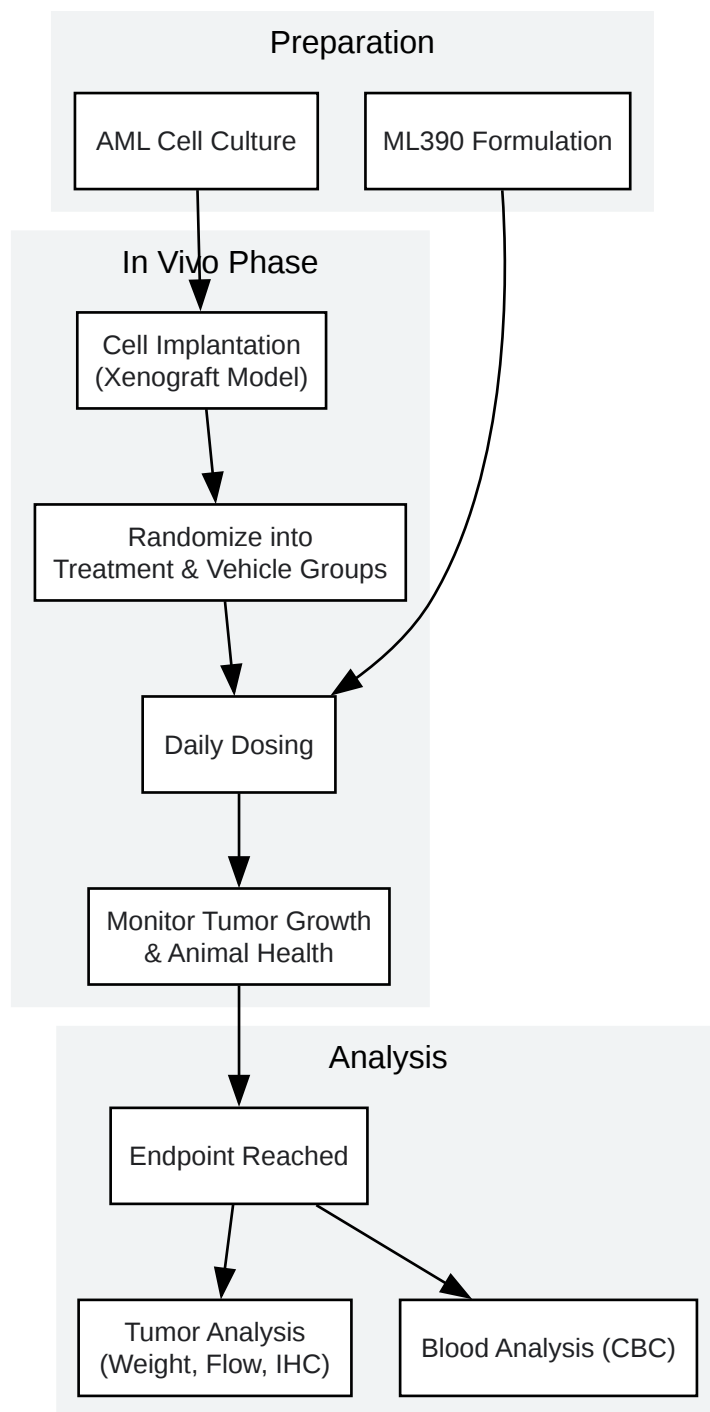 Preparation
AML Cell Culture
ML390 Formulation
In Vivo Phase
Cell Implantation
(Xenograft Model)
Randomize into
Treatment & Vehicle Groups
Daily Dosing
Monitor Tumor Growth
& Animal Health
Analysis
Endpoint Reached
Tumor Analysis
(Weight, Flow, IHC)
Blood Analysis (CBC)